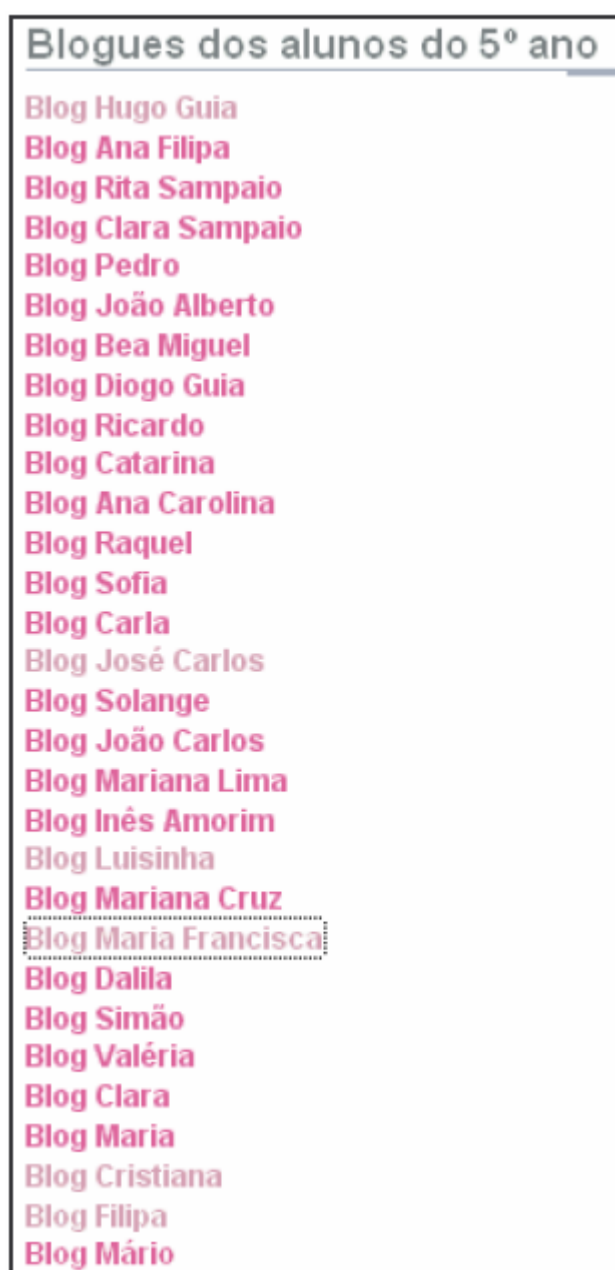 Blogues dos alunos do 5º ano
Blog Hugo Guia
Blog Ana Filipa
Blog Rita Sampaio
Blog Clara Sampaio
Blog Pedro
Blog João Alberto
Blog Bea Miguel
Blog Diogo Guia
Blog Ricardo
Blog Catarina
Blog Ana Carolina
Blog Raquel
Blog Sofia
Blog Carla
Blog José Carlos
Blog Solange
Blog João Carlos
Blog Mariana Lima
Blog Inês Amorim
Blog Luisinha
Blog Mariana Cruz
Blog Maria Francisca
Blog Dalila
Blog Simão
Blog Valéria
Blog Clara
Blog Maria
Blog Cristiana
Blog Filipa
Blog Mário